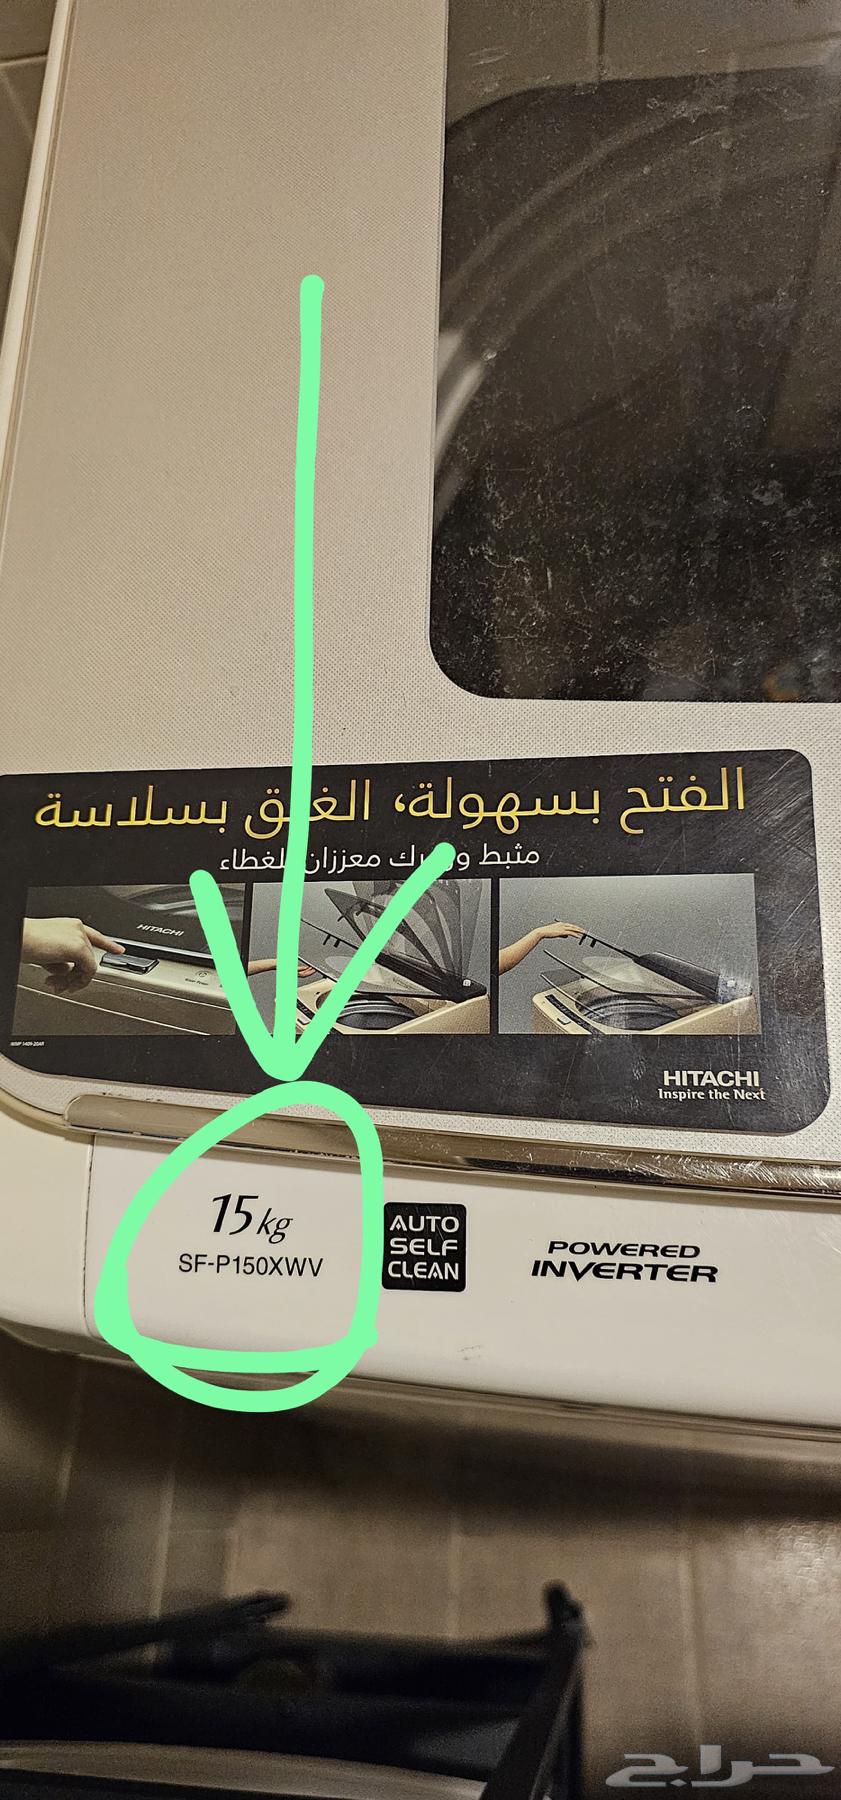 الفتح بسهولة، الغلق بسلاسة
مثبط معززان للغطاء
HITACHI
HITACHI
Inspire the Next
15kg
SF-P150XWV
AUTO
SELF
CLEAN
POWERED
INVERTER
حراج